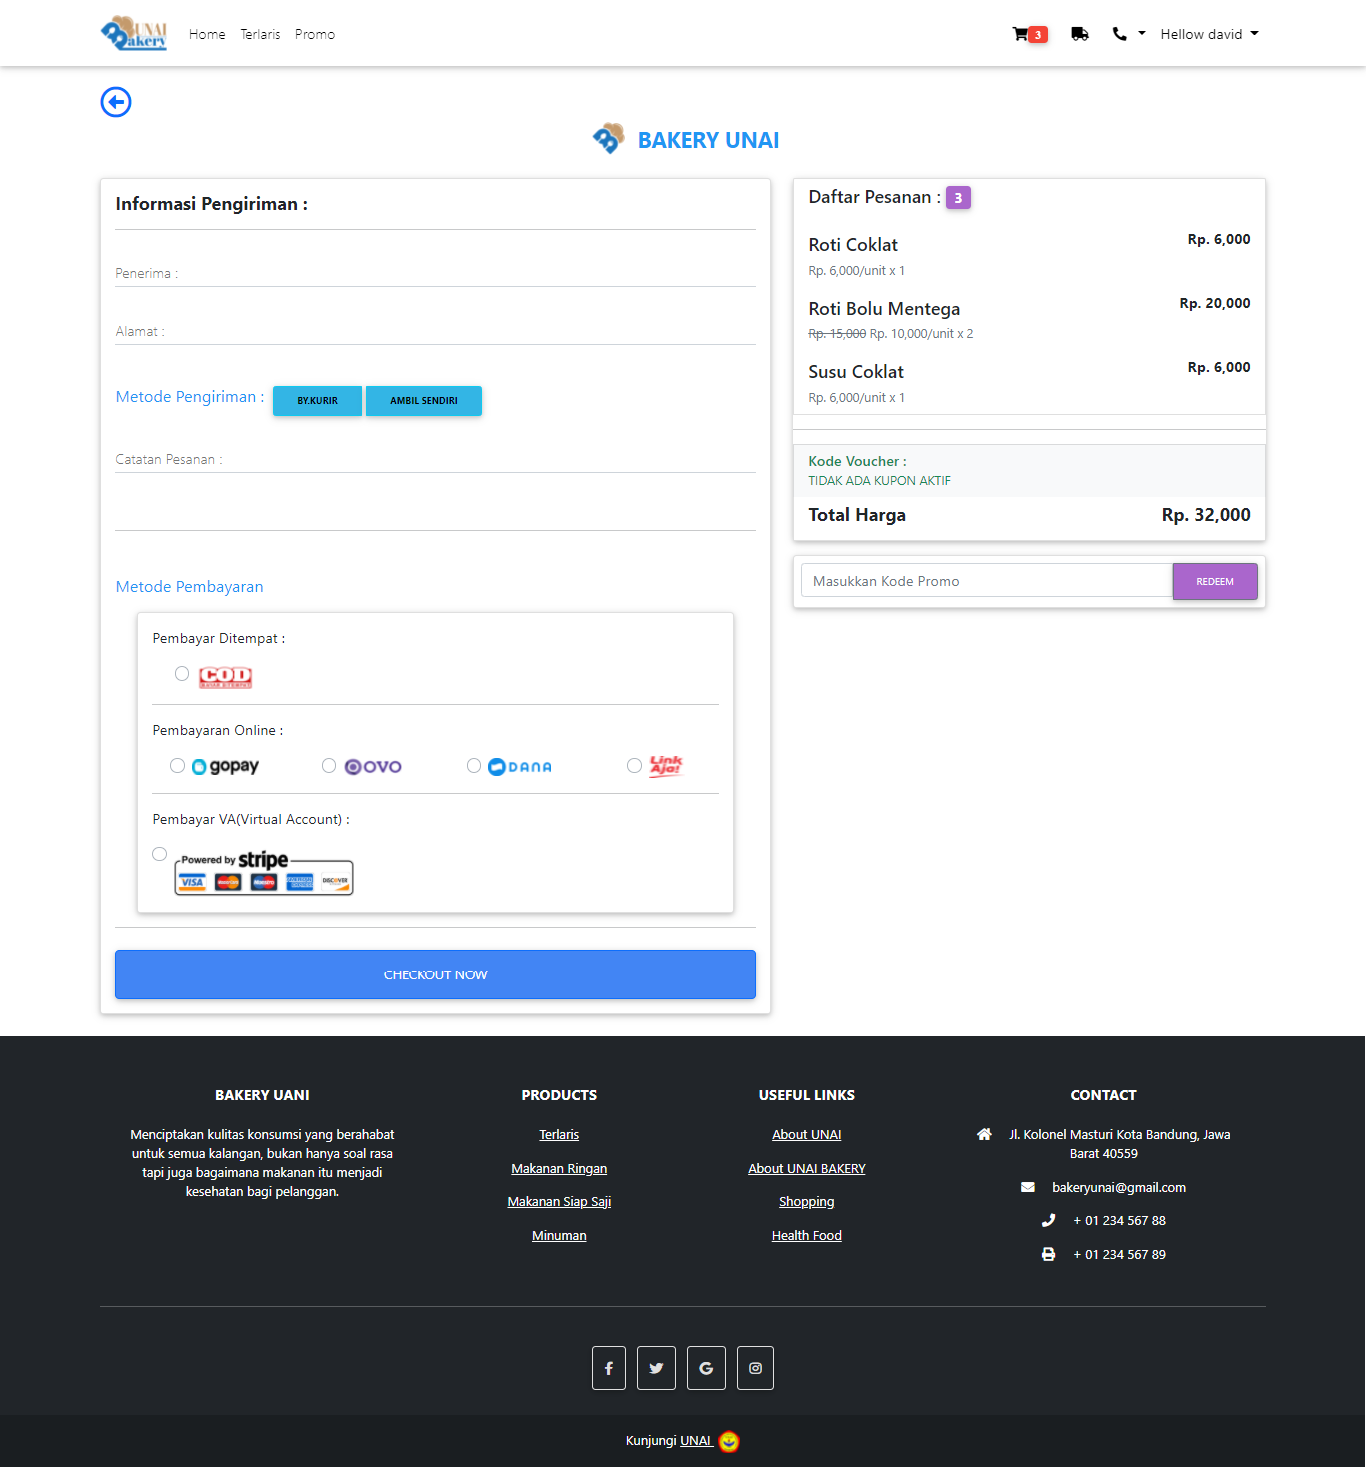 UNAI
Bakery
Home Terlaris Promo
3
Hellow david
BAKERY UNAI
Informasi Pengiriman :
Penerima :
Alamat :
Metode Pengiriman : BY.KURIR AMBIL SENDIRI
Catatan Pesanan :
Metode Pembayaran
Pembayar Ditempat :
COD
BAYAR DITEMPAT
Pembayaran Online :
gopay OVO DANA Link Aja!
Pembayar VA(Virtual Account) :
Powered by stripe
VISA DISCOVER
CHECKOUT NOW
Daftar Pesanan : 3
Roti Coklat Rp. 6,000
Rp. 6,000/unit x 1
Roti Bolu Mentega Rp. 20,000
Rp. 15,000 Rp. 10,000/unit x 2
Susu Coklat Rp. 6,000
Rp. 6,000/unit x 1
Kode Voucher :
TIDAK ADA KUPON AKTIF
Total Harga Rp. 32,000
Masukkan Kode Promo REDEEM
BAKERY UANI
Menciptakan kulitas konsumsi yang berahabat
untuk semua kalangan, bukan hanya soal rasa
tapi juga bagaimana makanan itu menjadi
kesehatan bagi pelanggan.
PRODUCTS
Terlaris
Makanan Ringan
Makanan Siap Saji
Minuman
USEFUL LINKS
About UNAI
About UNAI BAKERY
Shopping
Health Food
CONTACT
Jl. Kolonel Masturi Kota Bandung, Jawa
Barat 40559
bakeryunai@gmail.com
+ 01 234 567 88
+ 01 234 567 89
Kunjungi UNAI